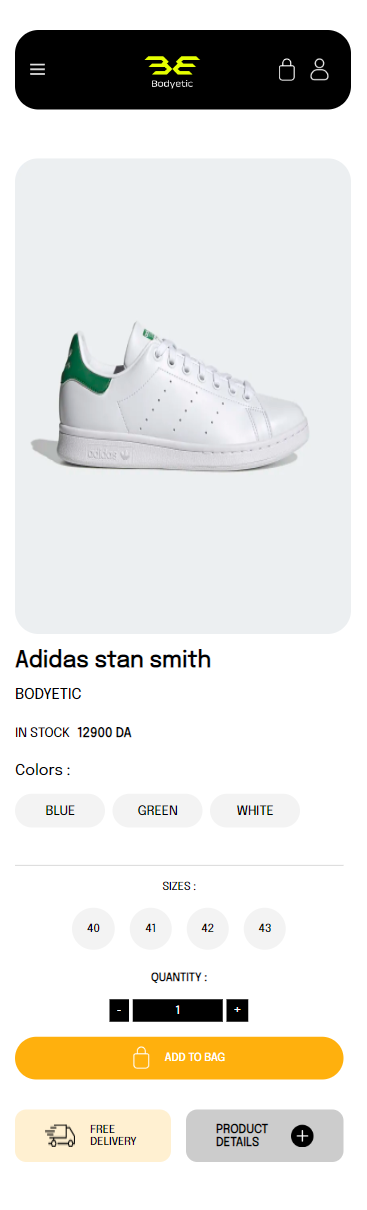 Bodyetic
adidas
Adidas stan smith
BODYETIC
IN STOCK 12900 DA
Colors :
BLUE GREEN WHITE
SIZES :
40 41 42 43
QUANTITY :
- 1 +
ADD TO BAG
FREE
DELIVERY
PRODUCT
DETAILS